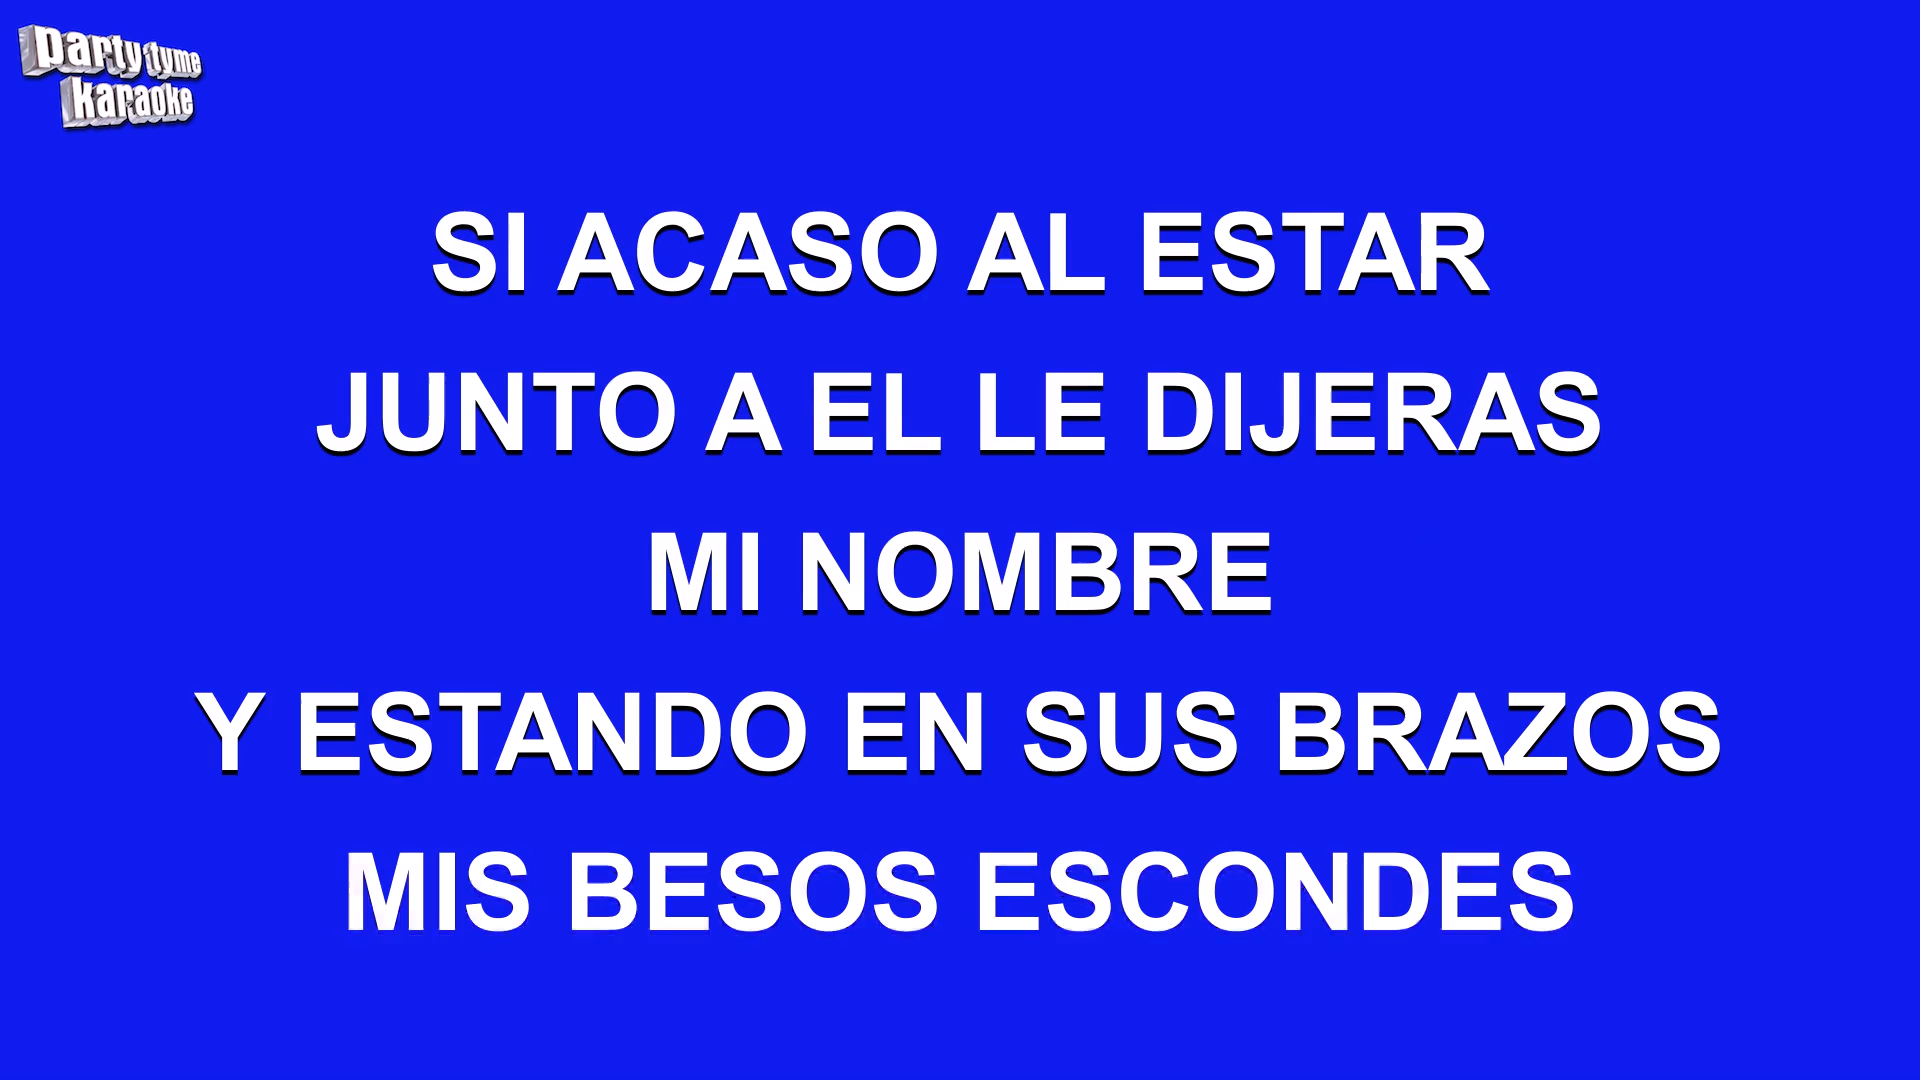 party tyme
karaoke
SI ACASO AL ESTAR
JUNTO A EL LE DIJERAS
MI NOMBRE
Y ESTANDO EN SUS BRAZOS
MIS BESOS ESCONDES